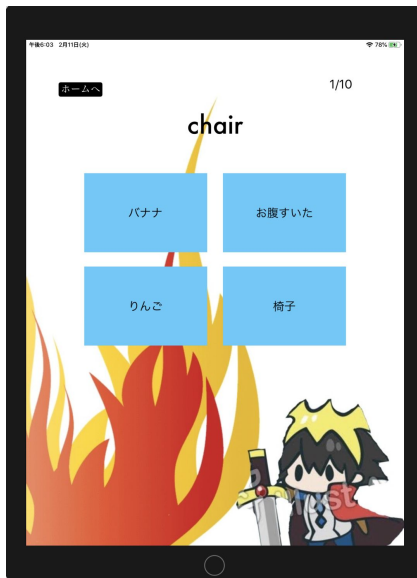 午後6:03 2月11日(火) 78%
ホームへ
1/10
chair
バナナ
お腹すいた
りんご
椅子